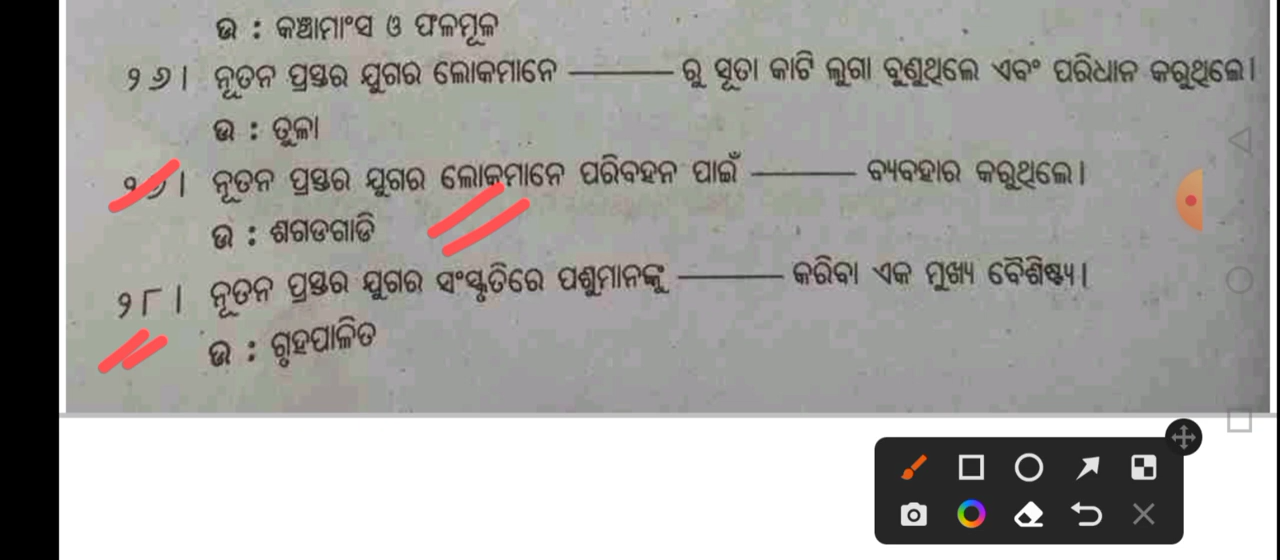 ଉ : କଞ୍ଚାମାଂସ ଓ ଫଳମୂଳ
୨୬। ନୂତନ ପ୍ରସ୍ତର ଯୁଗର ଲୋକମାନେ ———— ରୁ ସୂତା କାଟି ଲୁଗା ବୁଣୁଥିଲେ ଏବଂ ପରିଧାନ କରୁଥିଲେ।
ଉ : ତୁଳା
ନୂତନ ପ୍ରସ୍ତର ଯୁଗର ଲୋକମାନେ ପରିବହନ ପାଇଁ ———— ବ୍ୟବହାର କରୁଥିଲେ।
ଉ : ଶଗଡଗାଡି
୨୮। ନୂତନ ପ୍ରସ୍ତର ଯୁଗର ସଂସ୍କୃତିରେ ପଶୁମାନଙ୍କୁ ———— କରିବା ଏକ ମୁଖ୍ୟ ବୈଶିଷ୍ଟ୍ୟ।
ଉ : ଗୃହପାଳିତ